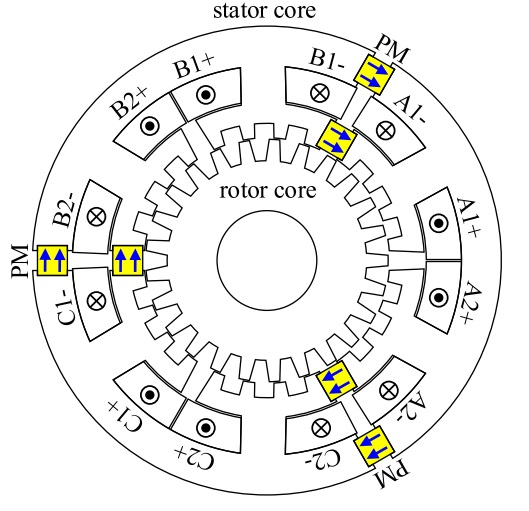 stator core
PM
B1+
B1-
B2+
A1-
rotor core
B2-
A1+
PM
C1-
A2+
C1+
C2+
C2-
A2-
PM